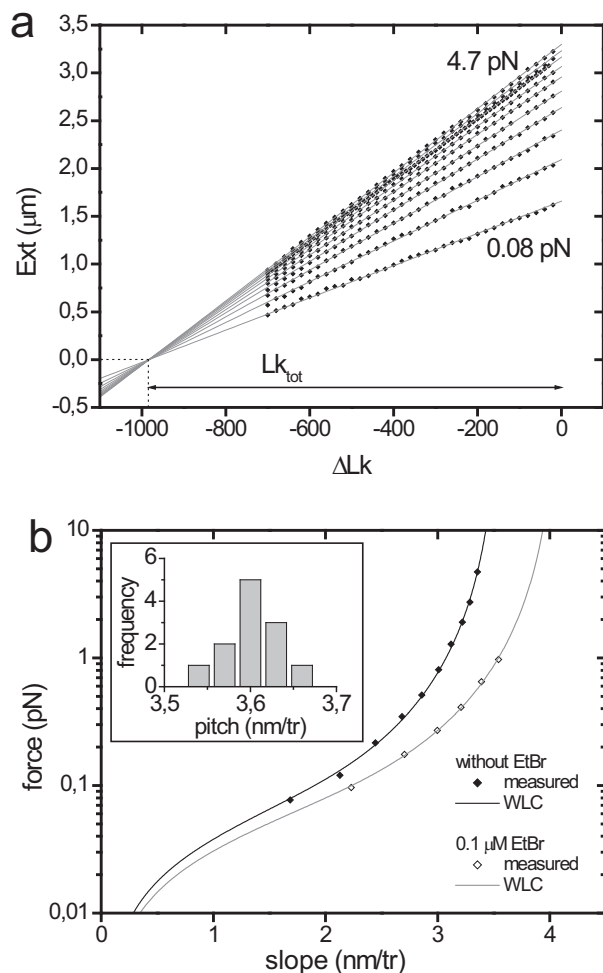 a
3,5
3,0
2,5
2,0
1,5
1,0
0,5
0,0
-0,5
Ext (μm)
4.7 pN
0.08 pN
Lk_tot
-1000 -800 -600 -400 -200 0
ΔLk
b
10
1
0,1
0,01
force (pN)
6
4
2
0
frequency
3,5 3,6 3,7
pitch (nm/tr)
without EtBr
measured
WLC
0.1 μM EtBr
measured
WLC
0 1 2 3 4
slope (nm/tr)